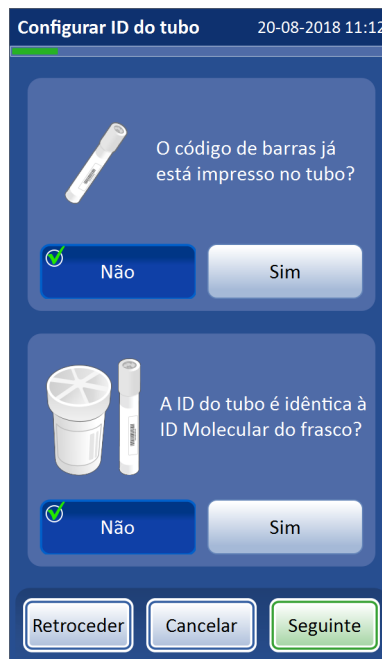 Configurar ID do tubo 20-08-2018 11:12
O código de barras já
está impresso no tubo?
Não Sim
A ID do tubo é idêntica à
ID Molecular do frasco?
Não Sim
Retroceder Cancelar Seguinte